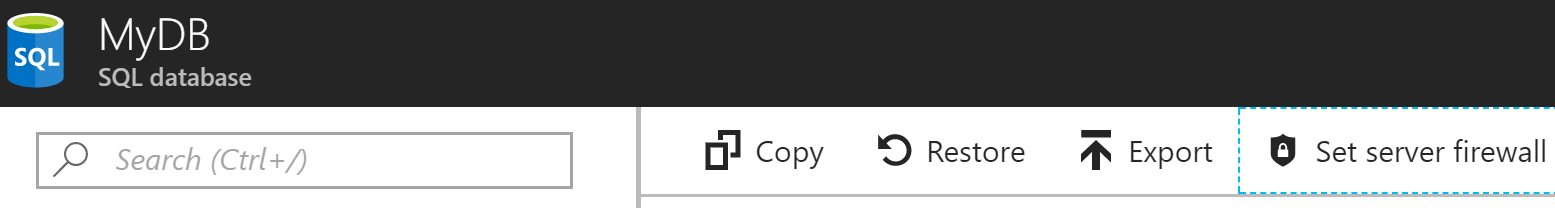 SQL
MyDB
SQL database
Search (Ctrl+/)
Copy
Restore
Export
Set server firewall